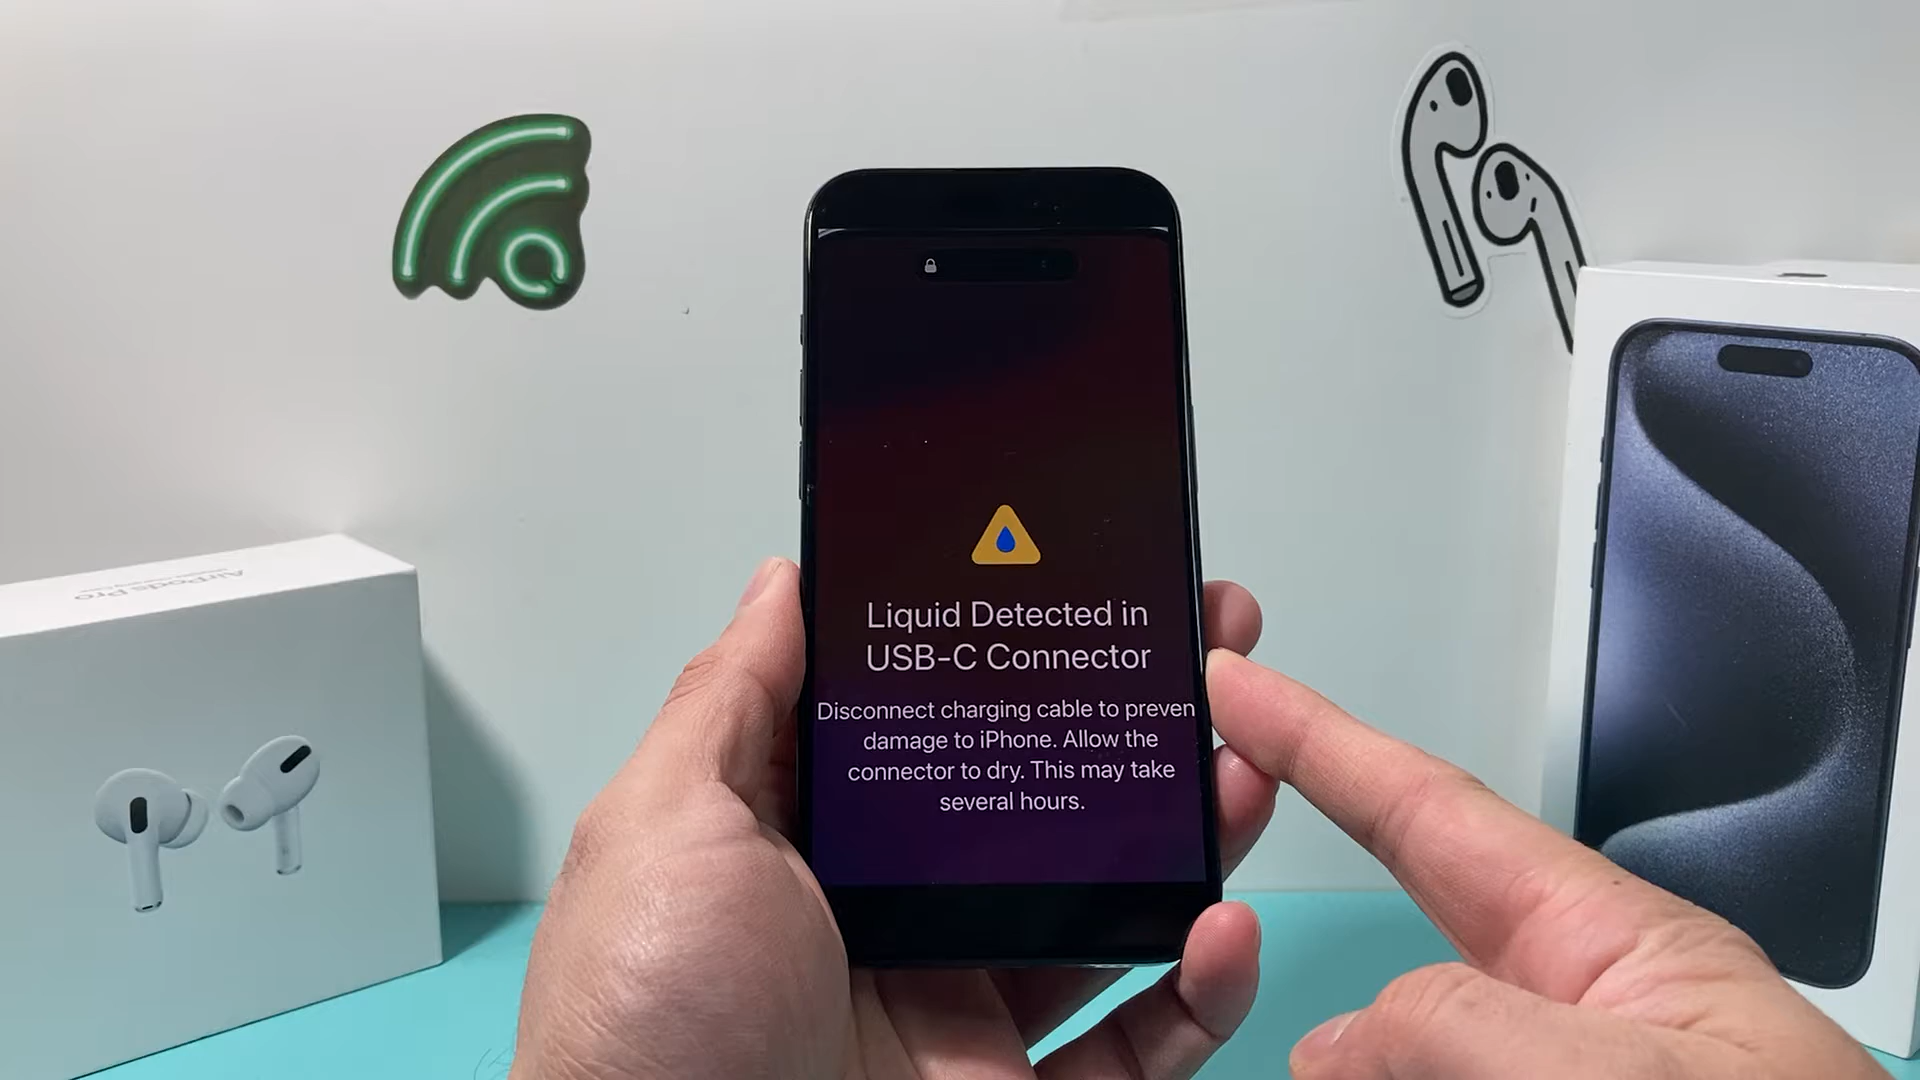 Liquid Detected in
USB-C Connector
Disconnect charging cable to preven
damage to iPhone. Allow the
connector to dry. This may take
several hours.
AirPods Pro